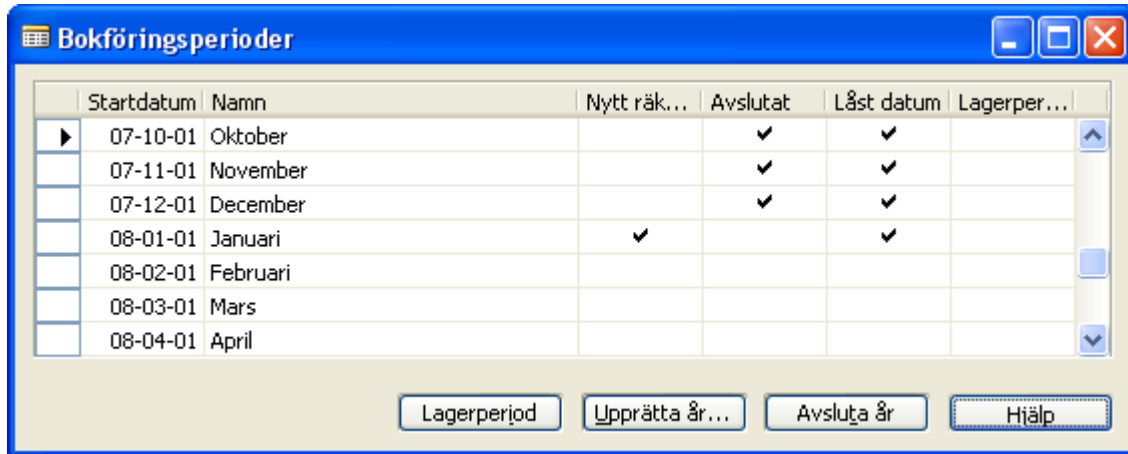 Bokföringsperioder
Startdatum Namn Nytt räk... Avslutat Låst datum Lagerper...
07-10-01 Oktober ✔ ✔
07-11-01 November ✔ ✔
07-12-01 December ✔ ✔
08-01-01 Januari ✔ ✔
08-02-01 Februari
08-03-01 Mars
08-04-01 April
Lagerperiod Upprätta år... Avsluta år Hjälp